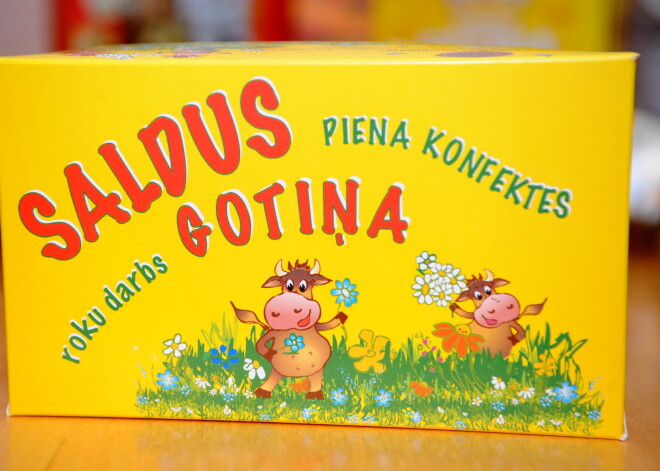 SALDUS
GOTIŅA
PIENA KONFEKTES
roku darbs